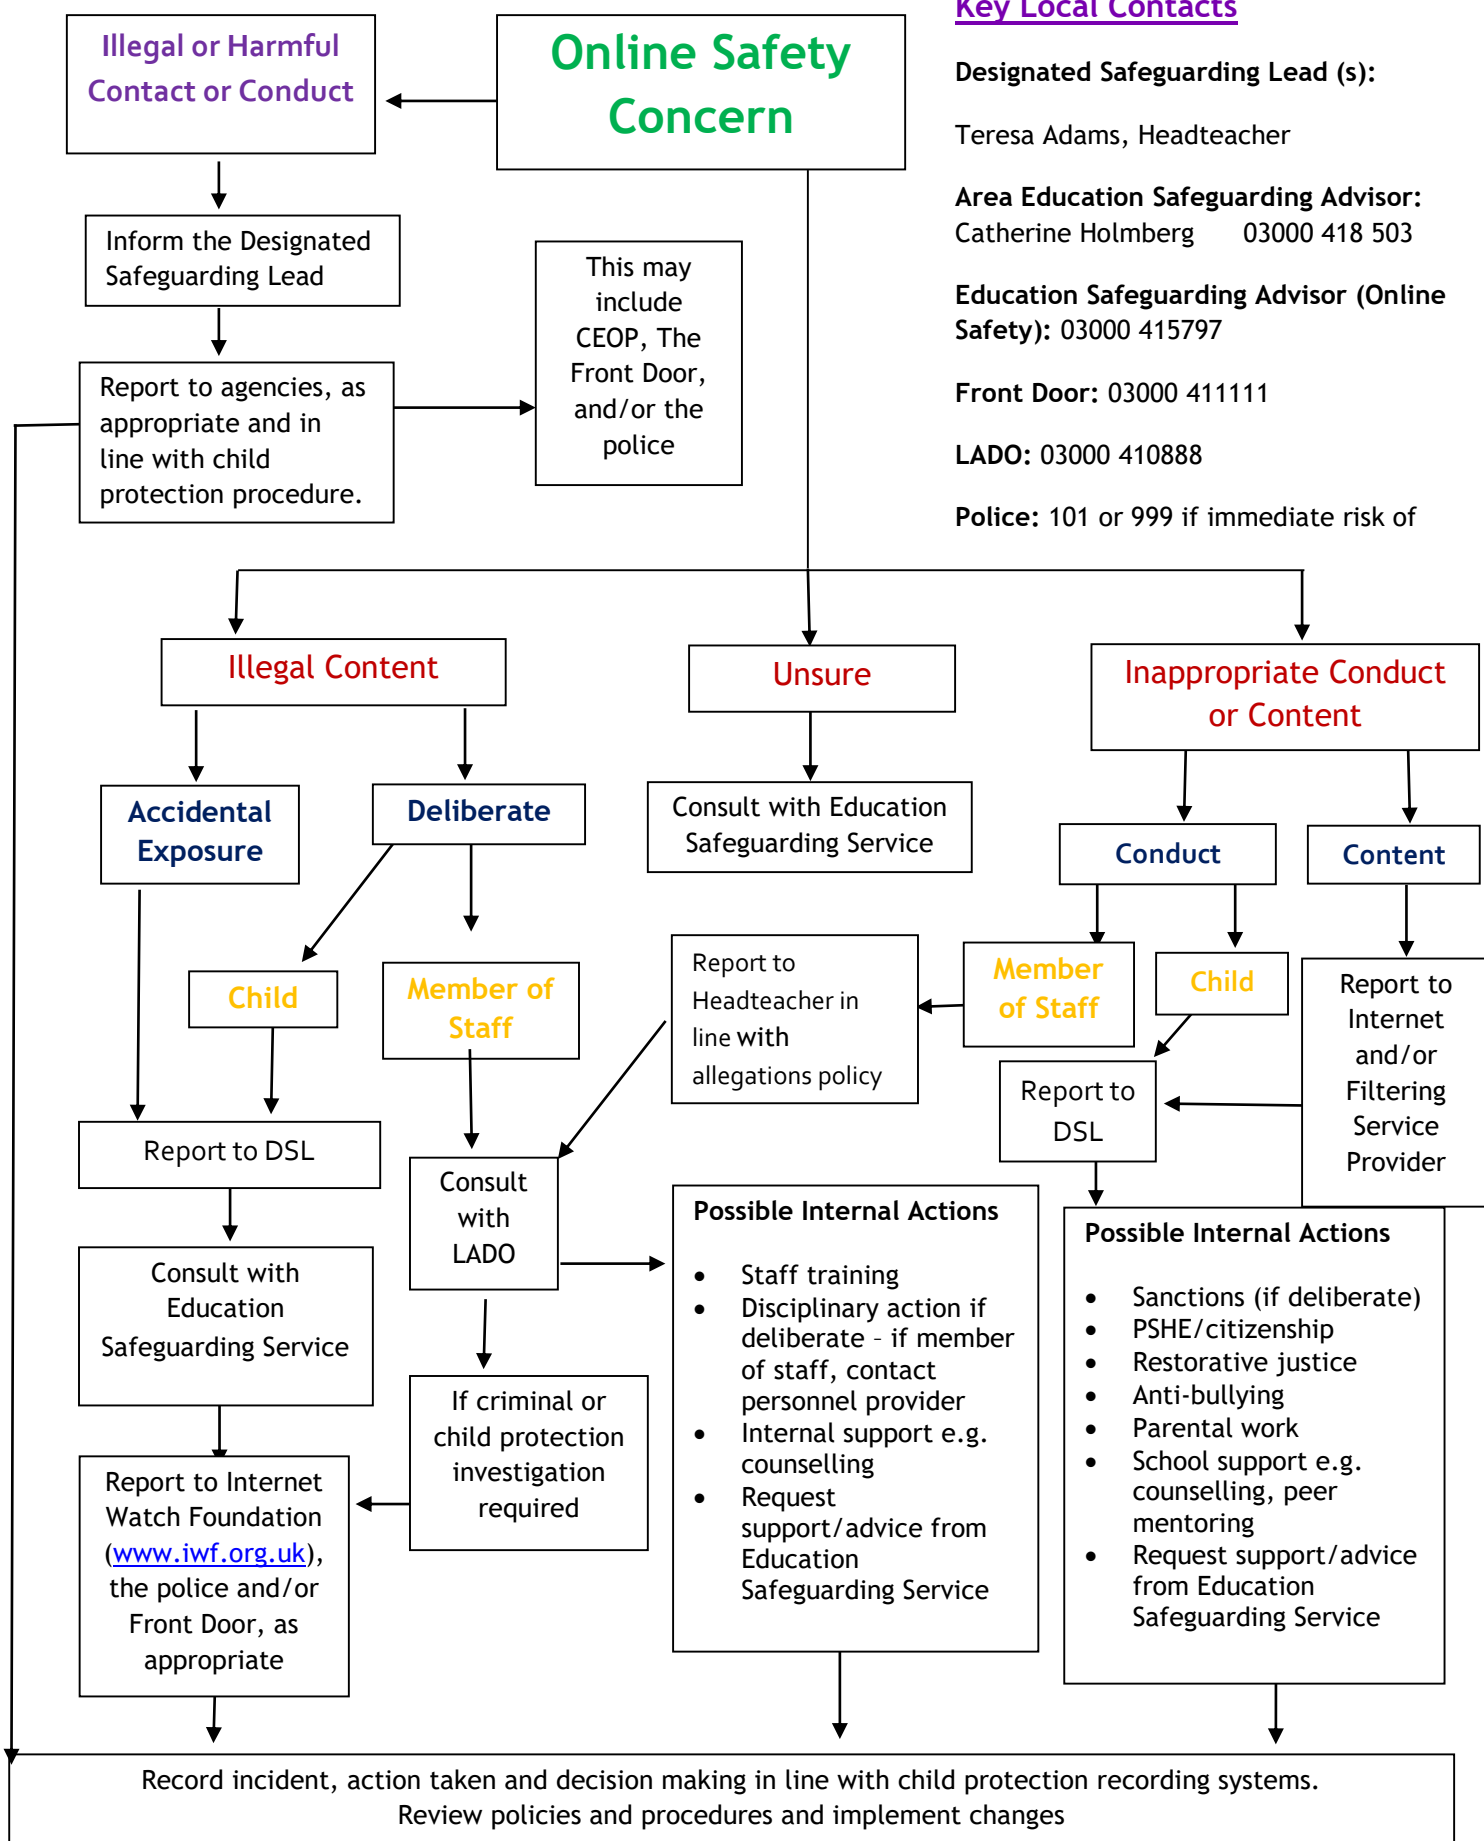 Illegal or Harmful
Contact or Conduct
Online Safety
Concern
Key Local Contacts
Designated Safeguarding Lead (s):
Teresa Adams, Headteacher
Area Education Safeguarding Advisor:
Catherine Holmberg 03000 418 503
Education Safeguarding Advisor (Online
Safety): 03000 415797
Front Door: 03000 411111
LADO: 03000 410888
Police: 101 or 999 if immediate risk of
Inform the Designated
Safeguarding Lead
This may
include
CEOP, The
Front Door,
and/or the
police
Report to agencies, as
appropriate and in
line with child
protection procedure.
Illegal Content
Unsure
Inappropriate Conduct
or Content
Accidental
Exposure
Deliberate
Consult with Education
Safeguarding Service
Conduct
Content
Child
Member of
Staff
Report to
Headteacher in
line with
allegations policy
Member
of Staff
Child
Report to
Internet
and/or
Filtering
Service
Provider
Report to
DSL
Report to DSL
Consult
with
LADO
Consult with
Education
Safeguarding Service
If criminal or
child protection
investigation
required
Report to Internet
Watch Foundation
(www.iwf.org.uk),
the police and/or
Front Door, as
appropriate
Possible Internal Actions
• Staff training
• Disciplinary action if
deliberate – if member
of staff, contact
personnel provider
• Internal support e.g.
counselling
• Request
support/advice from
Education
Safeguarding Service
Possible Internal Actions
• Sanctions (if deliberate)
• PSHE/citizenship
• Restorative justice
• Anti-bullying
• Parental work
• School support e.g.
counselling, peer
mentoring
• Request support/advice
from Education
Safeguarding Service
Record incident, action taken and decision making in line with child protection recording systems.
Review policies and procedures and implement changes